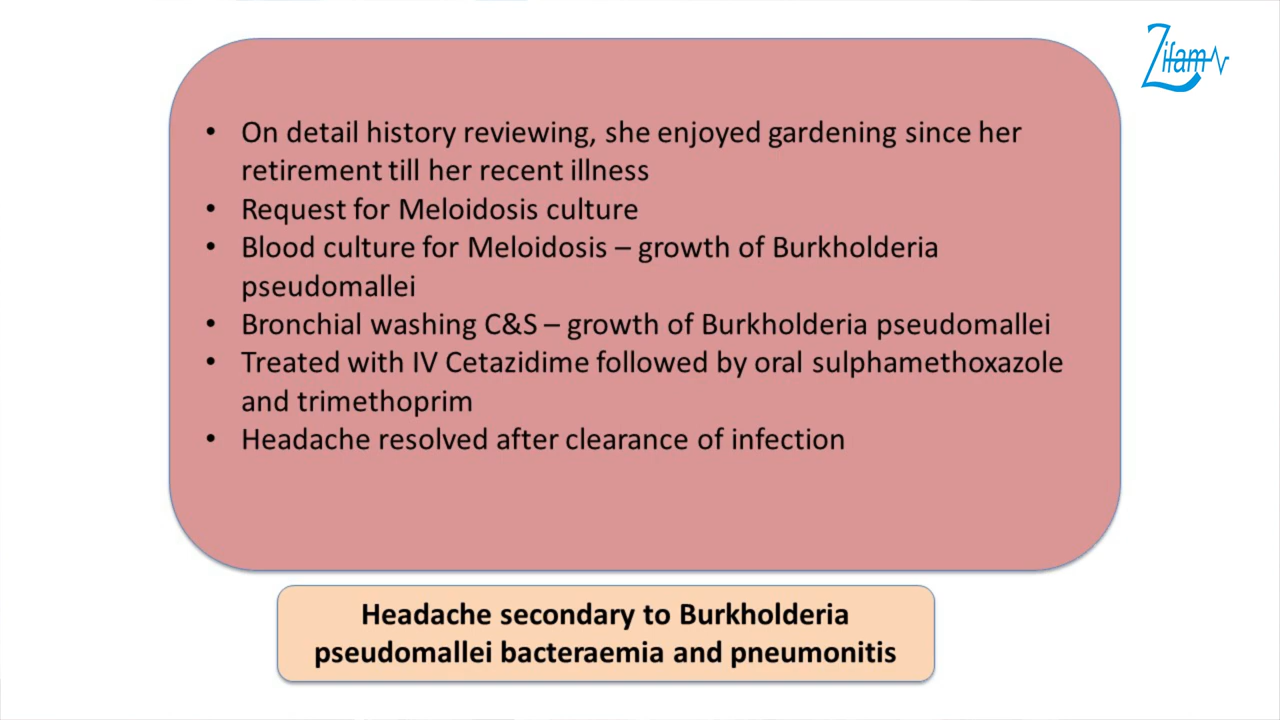 Zifam
• On detail history reviewing, she enjoyed gardening since her
retirement till her recent illness
• Request for Meloidosis culture
• Blood culture for Meloidosis – growth of Burkholderia
pseudomallei
• Bronchial washing C&S – growth of Burkholderia pseudomallei
• Treated with IV Cetazidime followed by oral sulphamethoxazole
and trimethoprim
• Headache resolved after clearance of infection
Headache secondary to Burkholderia
pseudomallei bacteraemia and pneumonitis